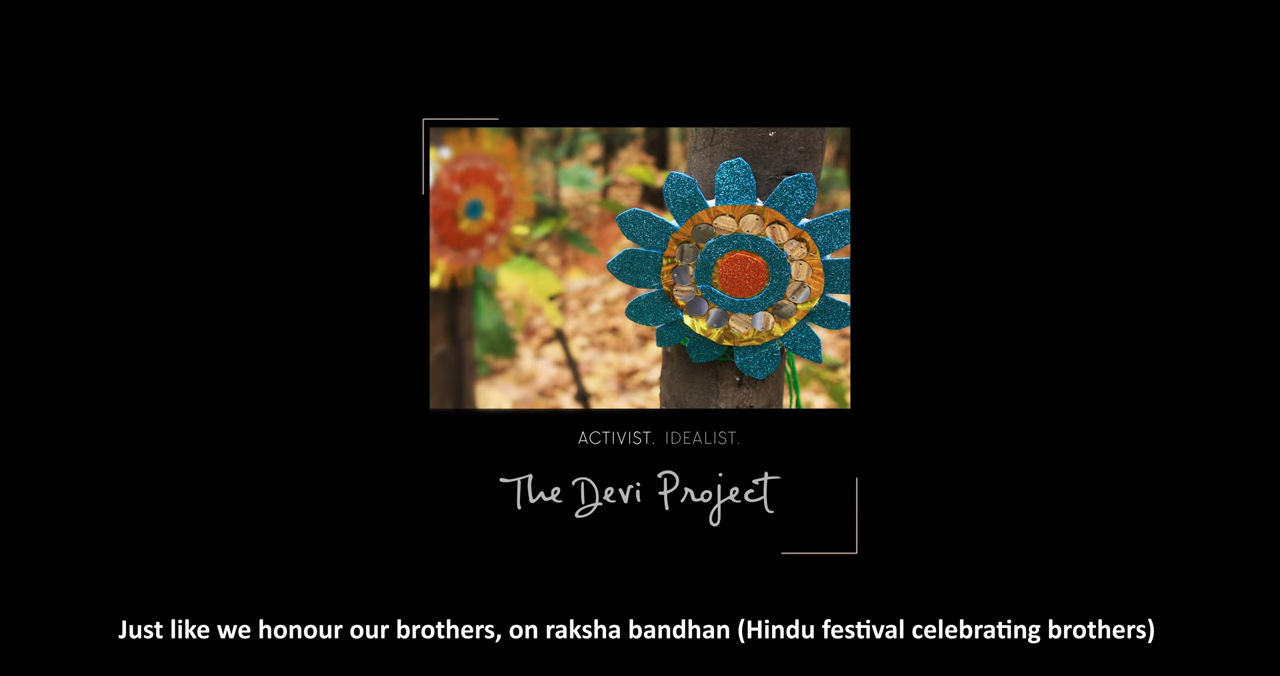 ACTIVIST. IDEALIST.
The Devi Project
Just like we honour our brothers, on raksha bandhan (Hindu festival celebrating brothers)